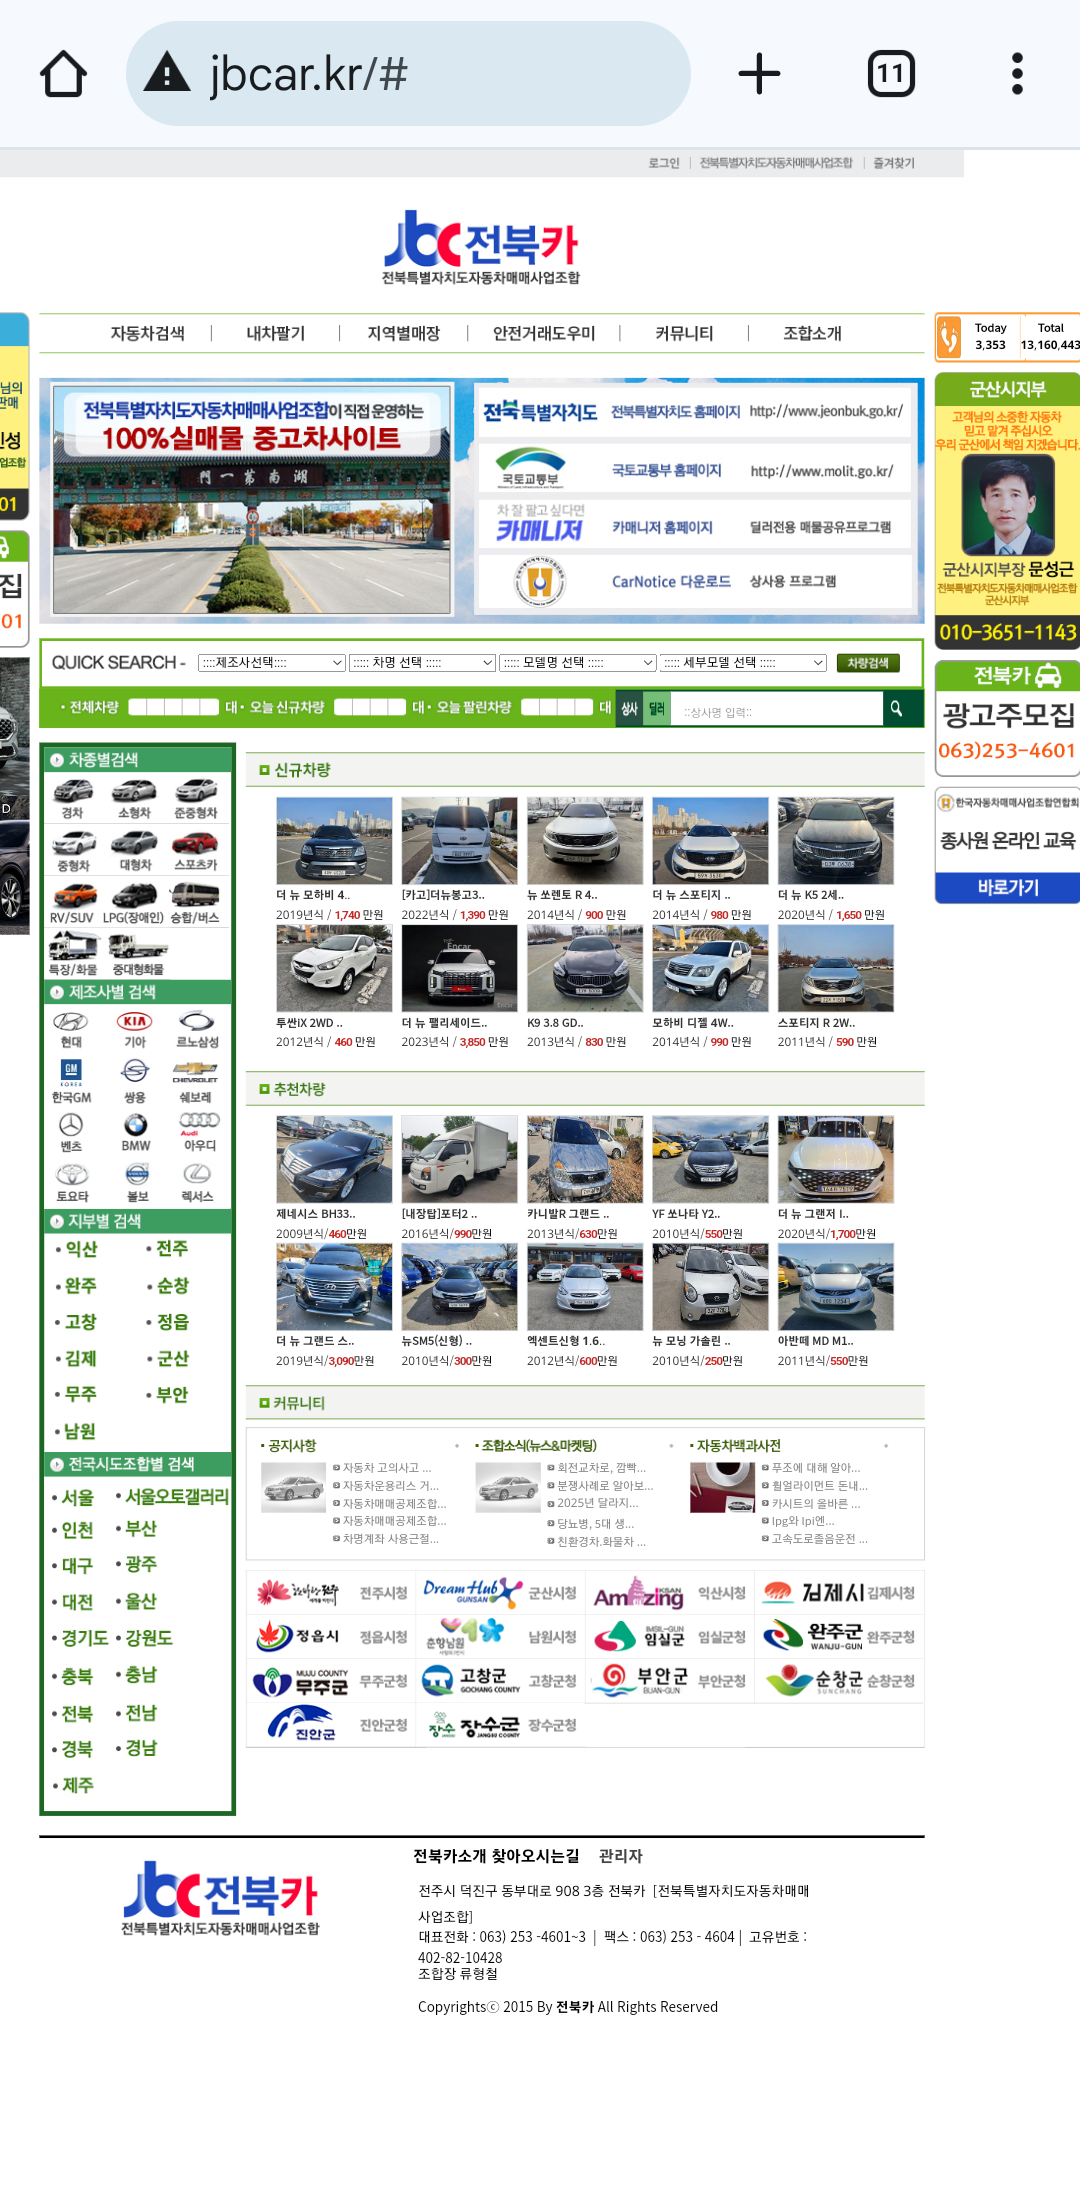 jbcar.kr/#
11
로그인 | 전북특별자치도자동차매매사업조합 | 즐겨찾기
jbc전북카
전북특별자치도자동차매매사업조합
자동차검색 | 내차팔기 | 지역별매장 | 안전거래도우미 | 커뮤니티 | 조합소개
Today Total
3,353 13,160,443
님의
판매
01
01
전북특별자치도자동차매매사업조합이 직접 운영하는
100%실매물 중고차사이트
전북특별자치도 전북특별자치도 홈페이지 http://www.jeonbuk.go.kr/
국토교통부 국토교통부 홈페이지 http://www.molit.go.kr/
차 잘 팔고 싶다면
카매니저 카매니저 홈페이지 딜러전용 매물공유프로그램
CarNotice 다운로드 상사용 프로그램
군산시지부
고객님의 소중한 자동차
믿고 맡겨 주십시오
우리 군산에서 책임 지겠습니다.
군산시지부장 문성근
전북특별자치도자동차매매사업조합
군산시지부
010-3651-1143
전북카
광고주모집
063)253-4601
한국자동차매매사업조합연합회
종사원 온라인 교육
바로가기
QUICK SEARCH - ::::제조사선택:::: ::::: 차명 선택 ::::: ::::: 모델명 선택 ::::: ::::: 세부모델 선택 ::::: 차량검색
전체차량 대 오늘 신규차량 대 오늘 팔린차량 대 상사 딜러 ::상사명 입력::
차종별검색
경차 소형차 준중형차
중형차 대형차 스포츠카
RV/SUV LPG(장애인) 승합/버스
특장/화물 중대형화물
제조사별 검색
현대 기아 르노삼성
한국GM 쌍용 쉐보레
벤츠 BMW 아우디
토요타 볼보 렉서스
지부별 검색
익산 전주
완주 순창
고창 정읍
김제 군산
무주 부안
남원
전국시도조합별 검색
서울 서울오토갤러리
인천 부산
대구 광주
대전 울산
경기도 강원도
충북 충남
전북 전남
경북 경남
제주
신규차량
더 뉴 모하비 4.. [카고]더뉴봉고3.. 뉴 쏘렌토 R 4.. 더 뉴 스포티지 .. 더 뉴 K5 2세..
2019년식 / 1,740 만원 2022년식 / 1,390 만원 2014년식 / 900 만원 2014년식 / 980 만원 2020년식 / 1,650 만원
투싼iX 2WD .. 더 뉴 팰리세이드.. K9 3.8 GD.. 모하비 디젤 4W.. 스포티지 R 2W..
2012년식 / 460 만원 2023년식 / 3,850 만원 2013년식 / 830 만원 2014년식 / 990 만원 2011년식 / 590 만원
추천차량
제네시스 BH33.. [내장탑]포터2 .. 카니발R 그랜드 .. YF 쏘나타 Y2.. 더 뉴 그랜저 I..
2009년식/460만원 2016년식/990만원 2013년식/630만원 2010년식/550만원 2020년식/1,700만원
더 뉴 그랜드 스.. 뉴SM5(신형) .. 엑센트신형 1.6.. 뉴 모닝 가솔린 .. 아반떼 MD M1..
2019년식/3,090만원 2010년식/300만원 2012년식/600만원 2010년식/250만원 2011년식/550만원
커뮤니티
공지사항
자동차 고의사고 ...
자동차운용리스 거...
자동차매매공제조합...
자동차매매공제조합...
차명계좌 사용근절...
조합소식(뉴스&마켓팅)
회전교차로, 깜빡...
분쟁사례로 알아보...
2025년 달라지...
당뇨병, 5대 생...
친환경차.화물차 ...
자동차백과사전
푸조에 대해 알아...
휠얼라이먼트 돈내...
카시트의 올바른 ...
lpg와 lpi엔...
고속도로졸음운전 ...
전주시청 Dream Hub GUNSAN 군산시청 Amazing IKSAN 익산시청 김제시 김제시청
정읍시 정읍시청 춘향남원 남원시청 IMSIL-GUN 임실군 임실군청 완주군 WANJU-GUN 완주군청
MUJU COUNTY 무주군 무주군청 고창군 GOCHANG COUNTY 고창군청 부안군 BUAN-GUN 부안군청 순창군 SUNCHANG 순창군청
진안군 진안군청 장수 장수군 JANGSU COUNTY 장수군청
전북카소개 찾아오시는길 관리자
jbc전북카
전북특별자치도자동차매매사업조합
전주시 덕진구 동부대로 908 3층 전북카 [전북특별자치도자동차매매
사업조합]
대표전화 : 063) 253 -4601~3 | 팩스 : 063) 253 - 4604 | 고유번호 :
402-82-10428
조합장 류형철
Copyrightsⓒ 2015 By 전북카 All Rights Reserved